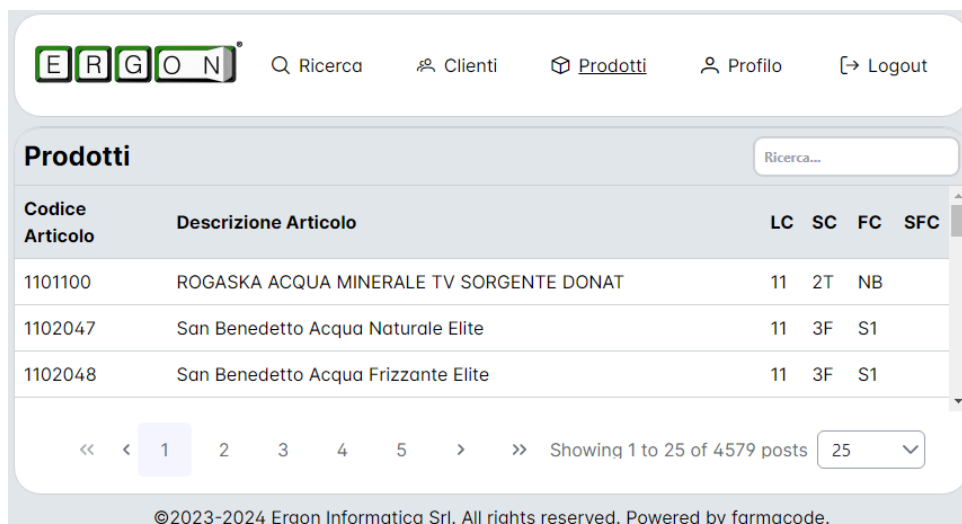 ERGON®
Ricerca Clienti Prodotti Profilo Logout
Prodotti Ricerca...
Codice Articolo Descrizione Articolo LC SC FC SFC
1101100 ROGASKA ACQUA MINERALE TV SORGENTE DONAT 11 2T NB
1102047 San Benedetto Acqua Naturale Elite 11 3F S1
1102048 San Benedetto Acqua Frizzante Elite 11 3F S1
<< < 1 2 3 4 5 > >> Showing 1 to 25 of 4579 posts 25
©2023-2024 Ergon Informatica Srl. All rights reserved. Powered by farmacode.